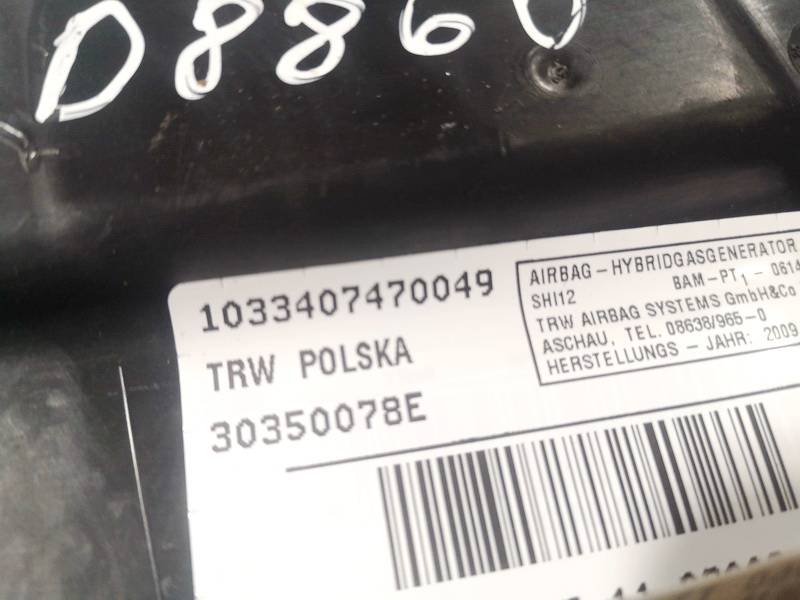 D8860
1033407470049
TRW POLSKA
30350078E
AIRBAG - HYBRIDGASGENERATOR
SHI12 BAM-PT1 - 0614
TRW AIRBAG SYSTEMS GmbH&Co
ASCHAU, TEL. 08638/965-0
HERSTELLUNGS - JAHR: 2009